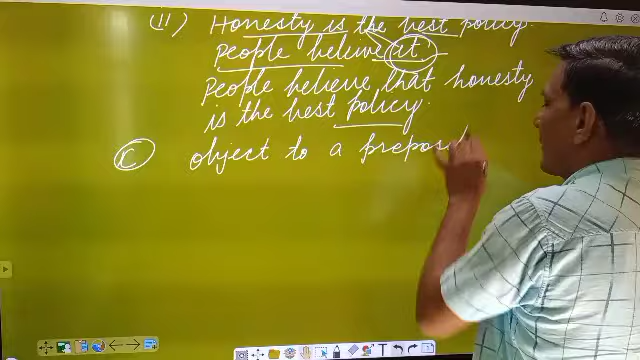 (II) Honesty is the best policy.
People believe it.
People believe that honesty
is the best policy.
(C) object to a prepos